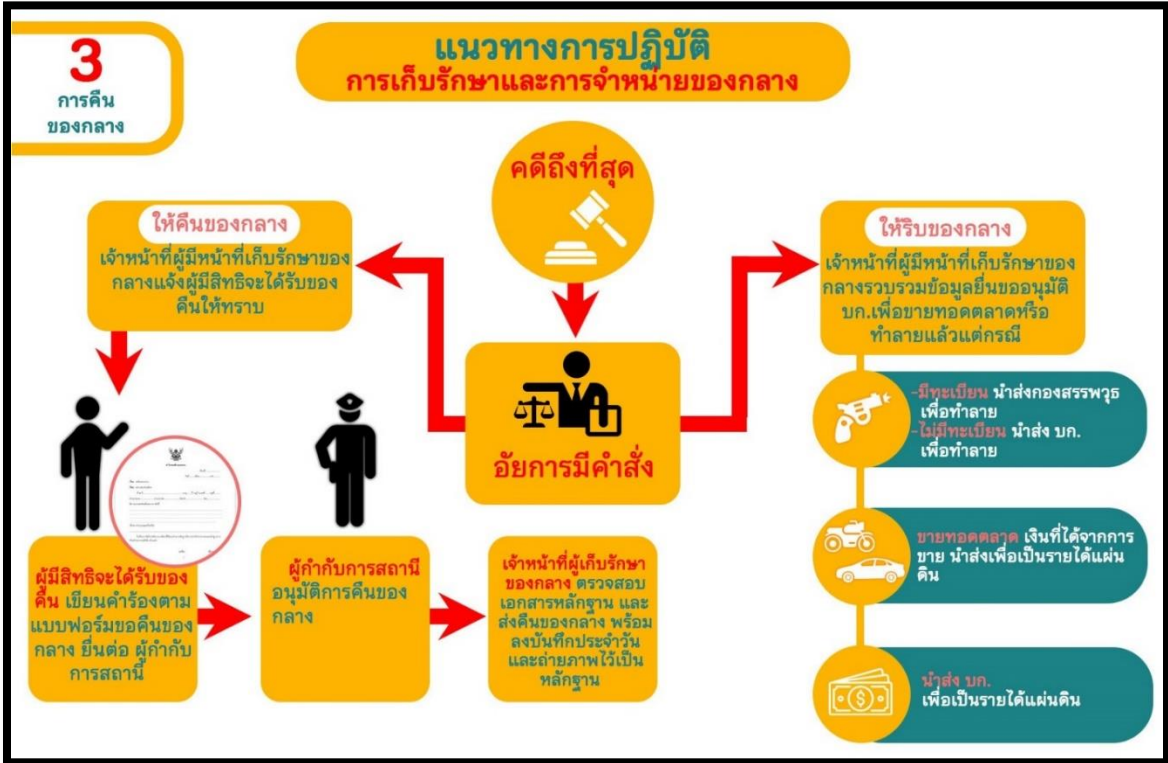 3
การคืน
ของกลาง
แนวทางการปฏิบัติ
การเก็บรักษาและการจำหน่ายของกลาง
คดีถึงที่สุด
อัยการมีคำสั่ง
ให้คืนของกลาง
เจ้าหน้าที่ผู้มีหน้าที่เก็บรักษาของ
กลางแจ้งผู้มีสิทธิจะได้รับของ
คืนให้ทราบ
ผู้มีสิทธิจะได้รับของ
คืน เขียนคำร้องตาม
แบบฟอร์มขอคืนของ
กลาง ยื่นต่อ ผู้กำกับ
การสถานี
ผู้กำกับการสถานี
อนุมัติการคืนของ
กลาง
เจ้าหน้าที่ผู้เก็บรักษา
ของกลาง ตรวจสอบ
เอกสารหลักฐาน และ
ส่งคืนของกลาง พร้อม
ลงบันทึกประจำวัน
และถ่ายภาพไว้เป็น
หลักฐาน
ให้ริบของกลาง
เจ้าหน้าที่ผู้มีหน้าที่เก็บรักษาของ
กลางรวบรวมข้อมูลยื่นขออนุมัติ
บก.เพื่อขายทอดตลาดหรือ
ทำลายแล้วแต่กรณี
-มีทะเบียน นำส่งกองสรรพวุธ
เพื่อทำลาย
-ไม่มีทะเบียน นำส่ง บก.
เพื่อทำลาย
ขายทอดตลาด เงินที่ได้จากการ
ขาย นำส่งเพื่อเป็นรายได้แผ่น
ดิน
นำส่ง บก.
เพื่อเป็นรายได้แผ่นดิน